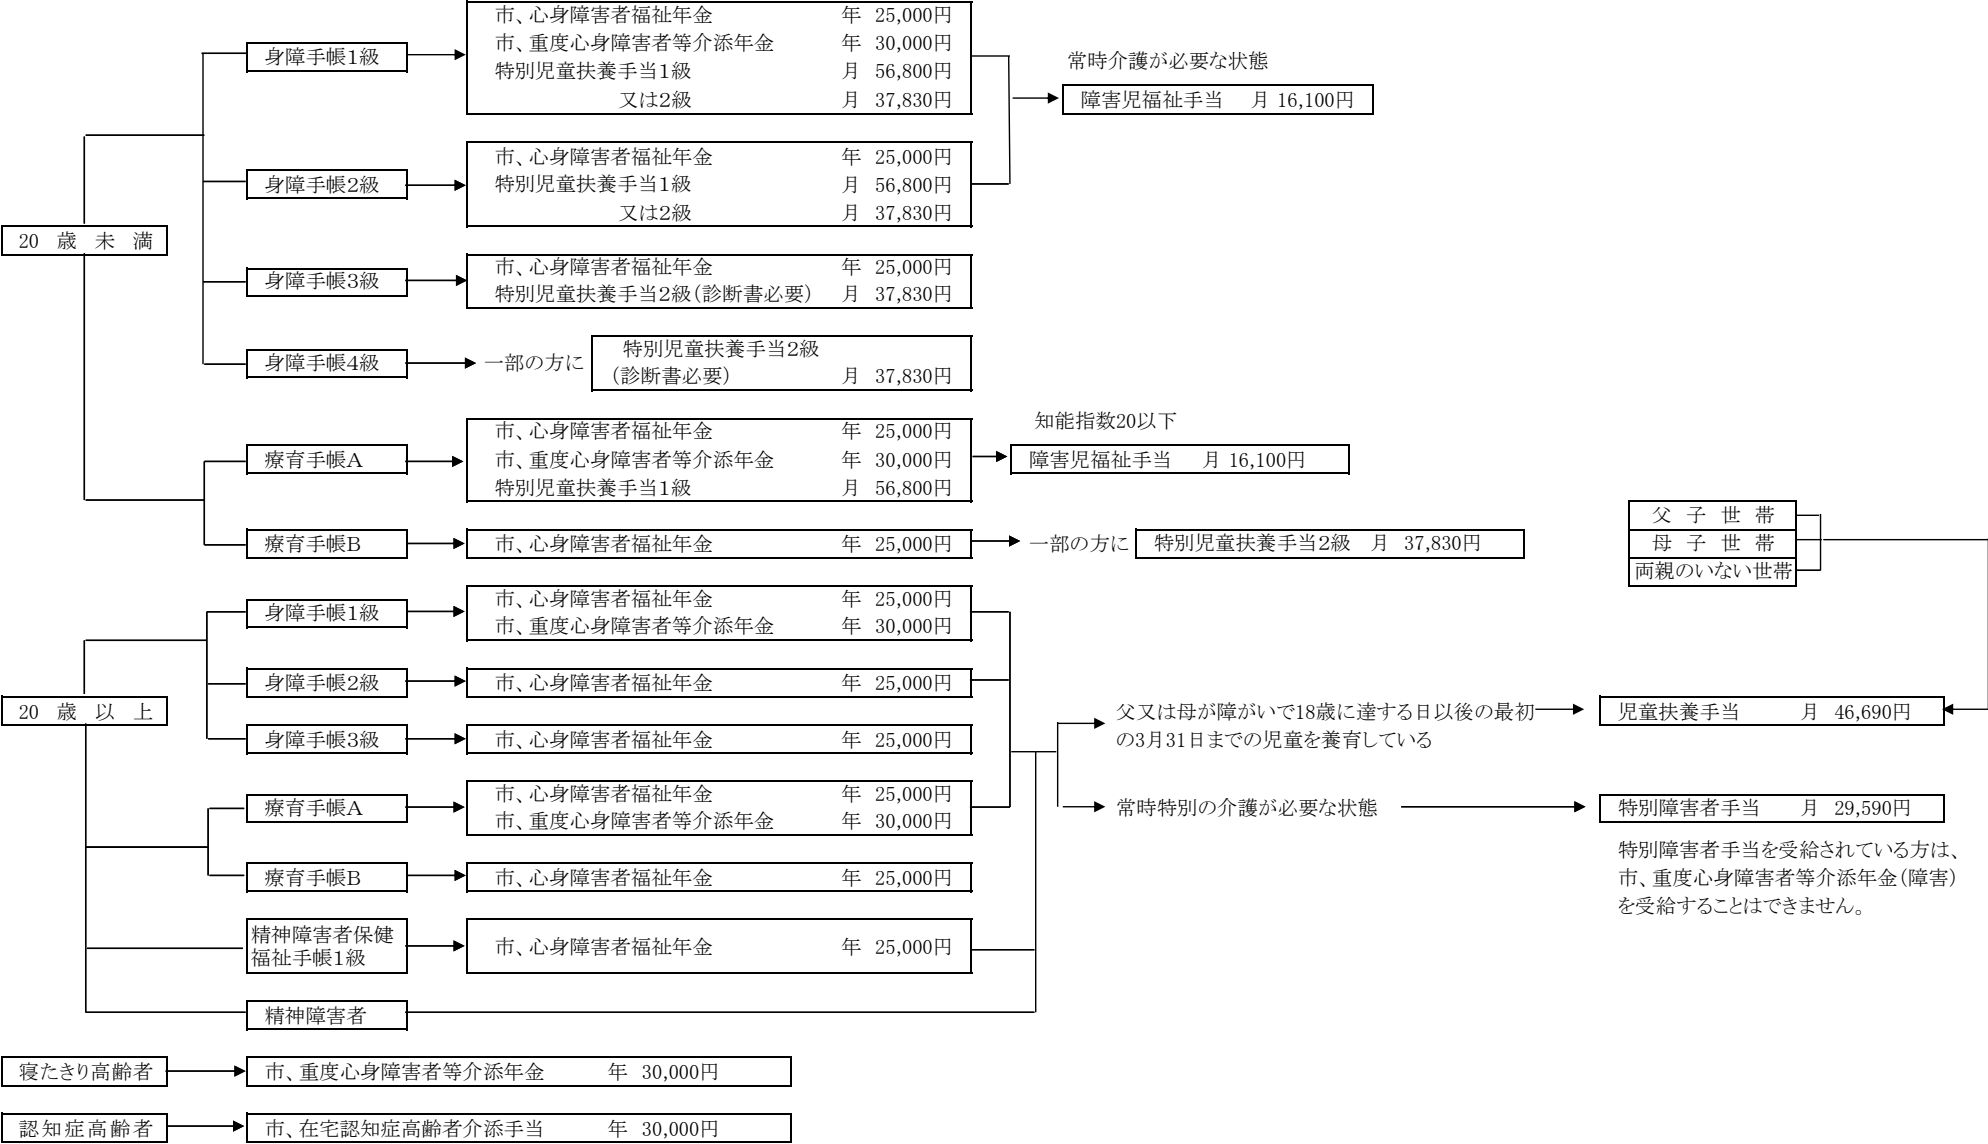 20 歳 未 満
身障手帳1級
市、心身障害者福祉年金 年 25,000円
市、重度心身障害者等介添年金 年 30,000円
特別児童扶養手当1級 月 56,800円
又は2級 月 37,830円
常時介護が必要な状態
障害児福祉手当 月 16,100円
身障手帳2級
市、心身障害者福祉年金 年 25,000円
特別児童扶養手当1級 月 56,800円
又は2級 月 37,830円
身障手帳3級
市、心身障害者福祉年金 年 25,000円
特別児童扶養手当2級(診断書必要) 月 37,830円
身障手帳4級
一部の方に
特別児童扶養手当2級
(診断書必要) 月 37,830円
療育手帳A
市、心身障害者福祉年金 年 25,000円
市、重度心身障害者等介添年金 年 30,000円
特別児童扶養手当1級 月 56,800円
知能指数20以下
障害児福祉手当 月 16,100円
療育手帳B
市、心身障害者福祉年金 年 25,000円
一部の方に
特別児童扶養手当2級 月 37,830円
父 子 世 帯
母 子 世 帯
両親のいない世帯
20 歳 以 上
身障手帳1級
市、心身障害者福祉年金 年 25,000円
市、重度心身障害者等介添年金 年 30,000円
身障手帳2級
市、心身障害者福祉年金 年 25,000円
身障手帳3級
市、心身障害者福祉年金 年 25,000円
療育手帳A
市、心身障害者福祉年金 年 25,000円
市、重度心身障害者等介添年金 年 30,000円
療育手帳B
市、心身障害者福祉年金 年 25,000円
精神障害者保健
福祉手帳1級
市、心身障害者福祉年金 年 25,000円
精神障害者
父又は母が障がいで18歳に達する日以後の最初
の3月31日までの児童を養育している
児童扶養手当 月 46,690円
常時特別の介護が必要な状態
特別障害者手当 月 29,590円
特別障害者手当を受給されている方は、
市、重度心身障害者等介添年金(障害)
を受給することはできません。
寝たきり高齢者
市、重度心身障害者等介添年金 年 30,000円
認知症高齢者
市、在宅認知症高齢者介添手当 年 30,000円